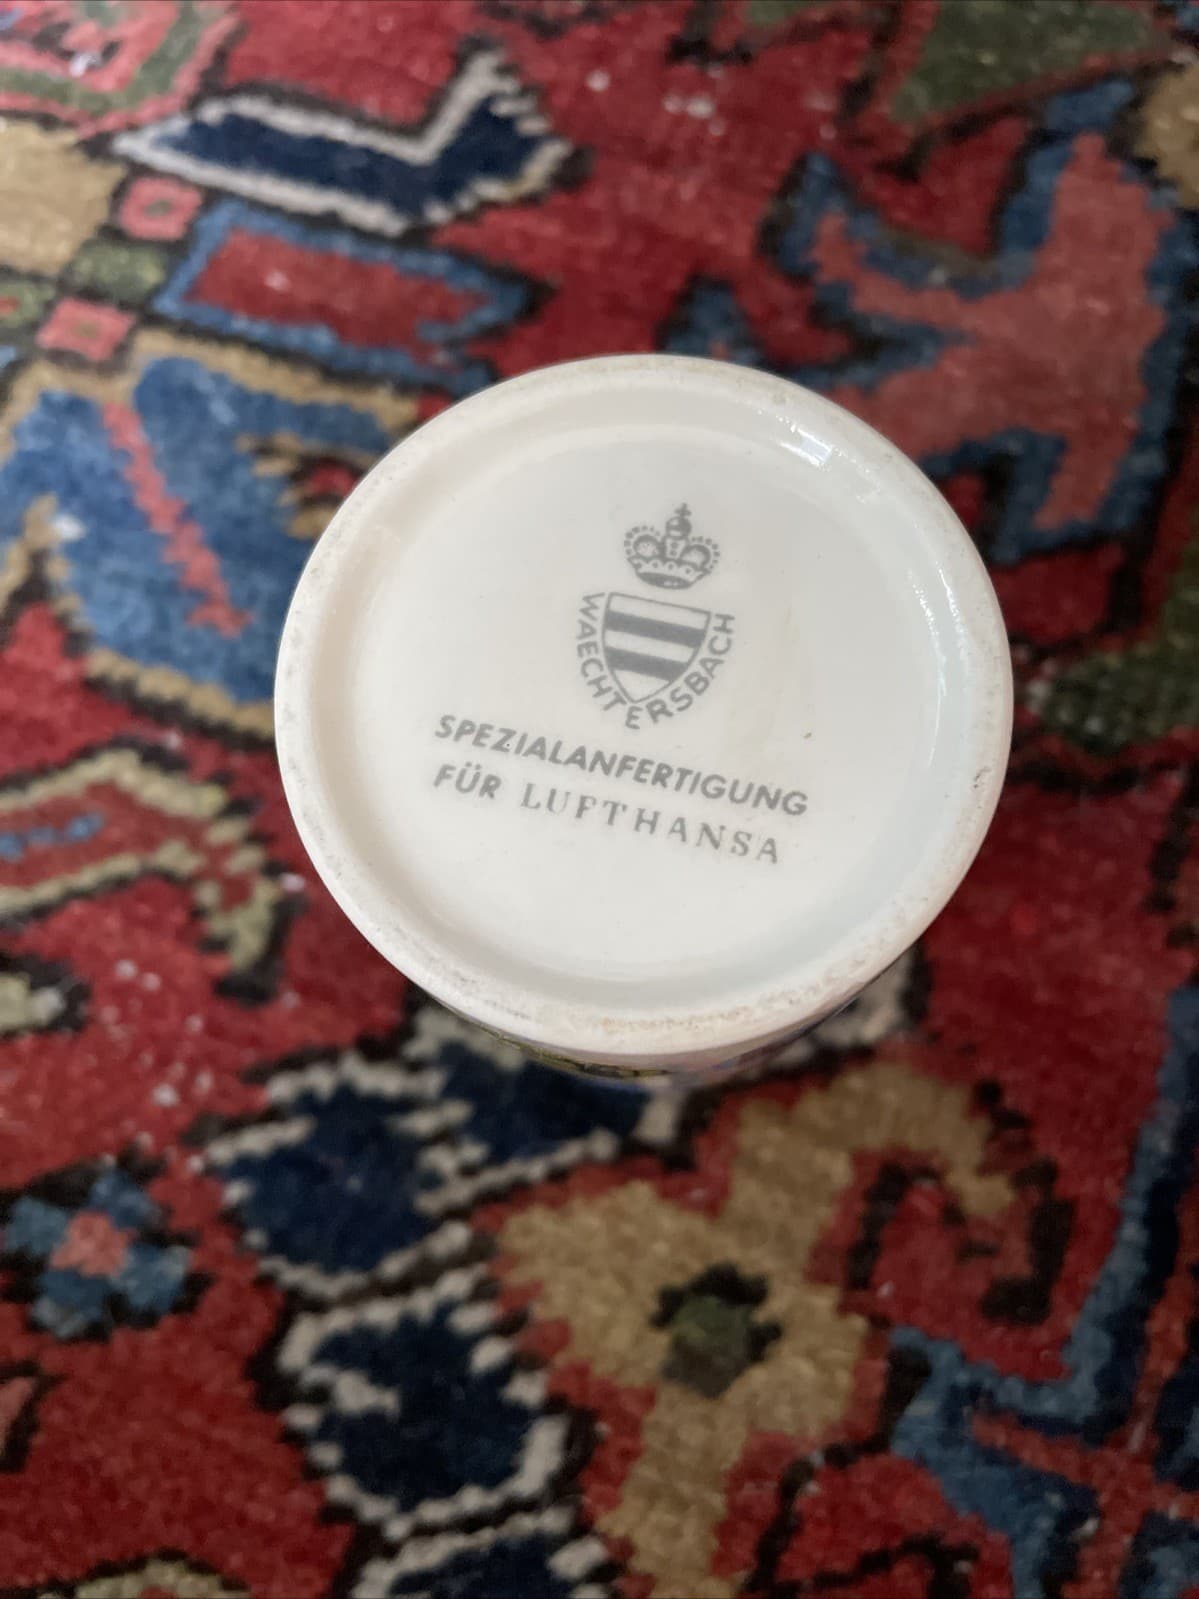 WAECHTERSBACH
SPEZIALANFERTIGUNG
FÜR LUFTHANSA